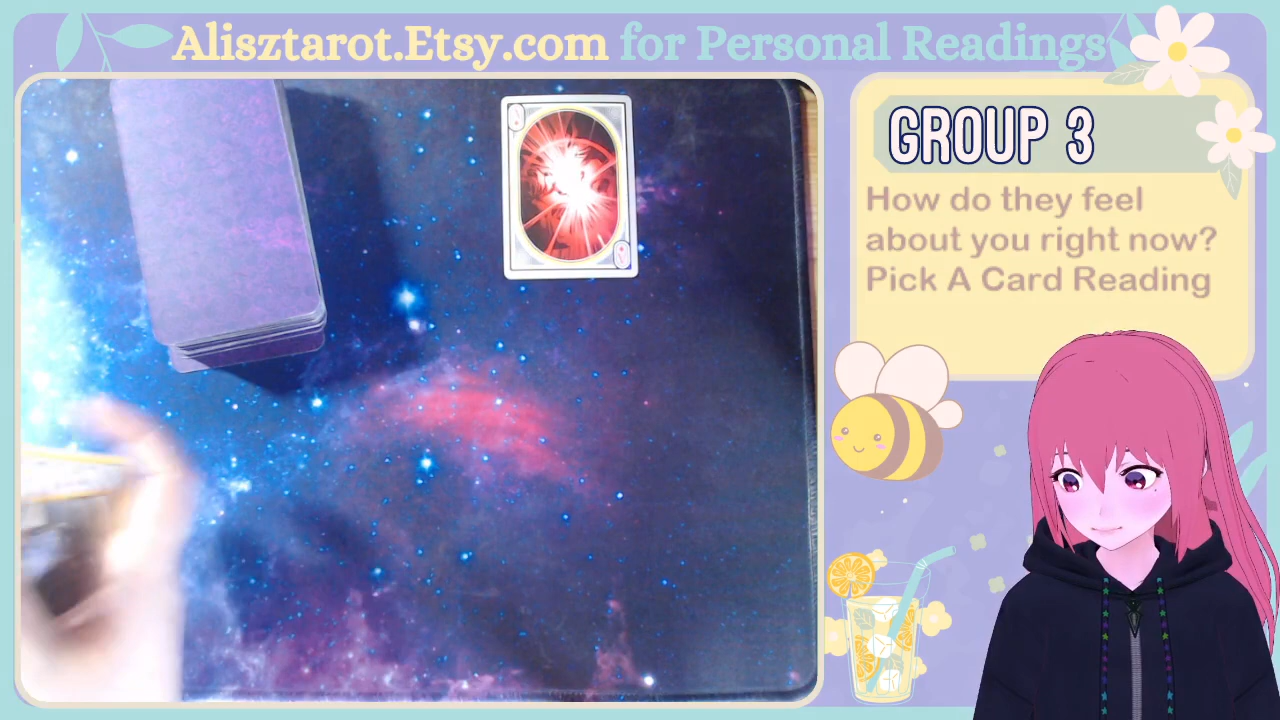 Alisztarot.Etsy.com for Personal Readings
GROUP 3
How do they feel
about you right now?
Pick A Card Reading